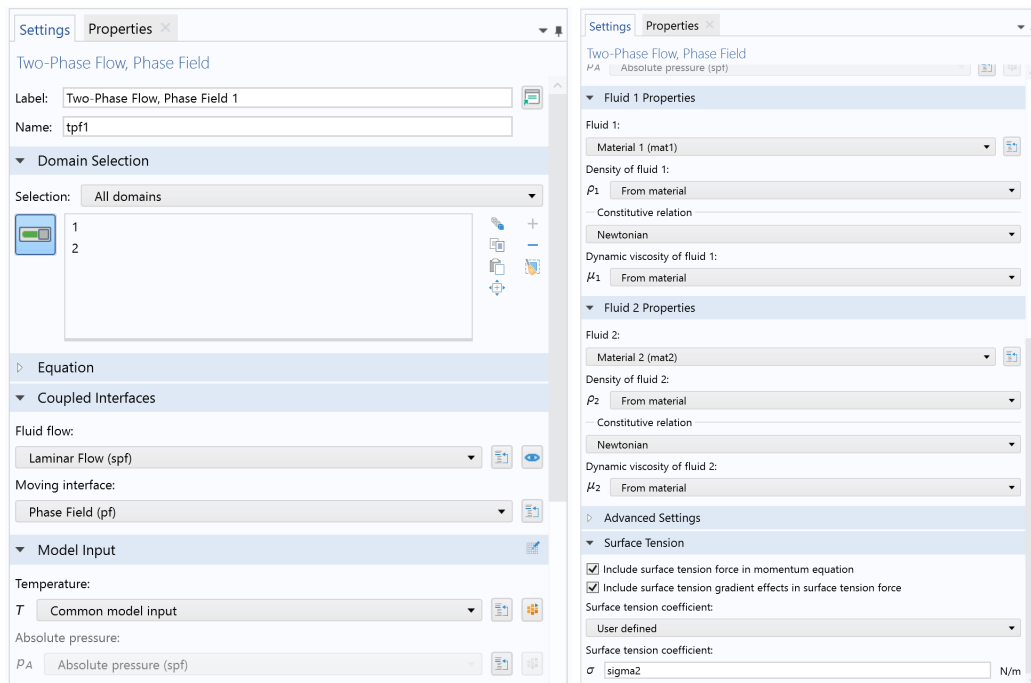 Settings Properties
Two-Phase Flow, Phase Field
Label: Two-Phase Flow, Phase Field 1
Name: tpf1
Domain Selection
Selection: All domains
1
2
Equation
Coupled Interfaces
Fluid flow:
Laminar Flow (spf)
Moving interface:
Phase Field (pf)
Model Input
Temperature:
T Common model input
Absolute pressure:
pA Absolute pressure (spf)
Settings Properties
Two-Phase Flow, Phase Field
pA Absolute pressure (spf)
Fluid 1 Properties
Fluid 1:
Material 1 (mat1)
Density of fluid 1:
ρ1 From material
Constitutive relation
Newtonian
Dynamic viscosity of fluid 1:
μ1 From material
Fluid 2 Properties
Fluid 2:
Material 2 (mat2)
Density of fluid 2:
ρ2 From material
Constitutive relation
Newtonian
Dynamic viscosity of fluid 2:
μ2 From material
Advanced Settings
Surface Tension
Include surface tension force in momentum equation
Include surface tension gradient effects in surface tension force
Surface tension coefficient:
User defined
Surface tension coefficient:
σ sigma2 N/m